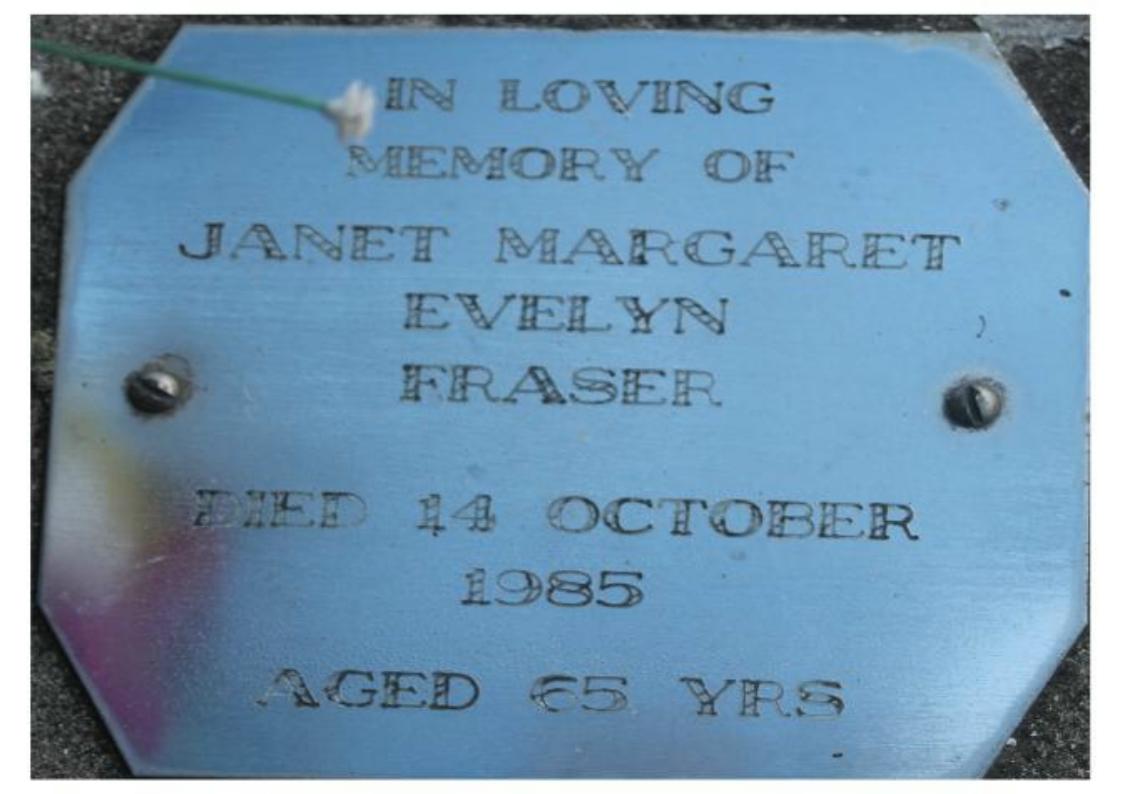 IN LOVING
MEMORY OF
JANET MARGARET
EVELYN
FRASER
DIED 14 OCTOBER
1985
AGED 65 YRS